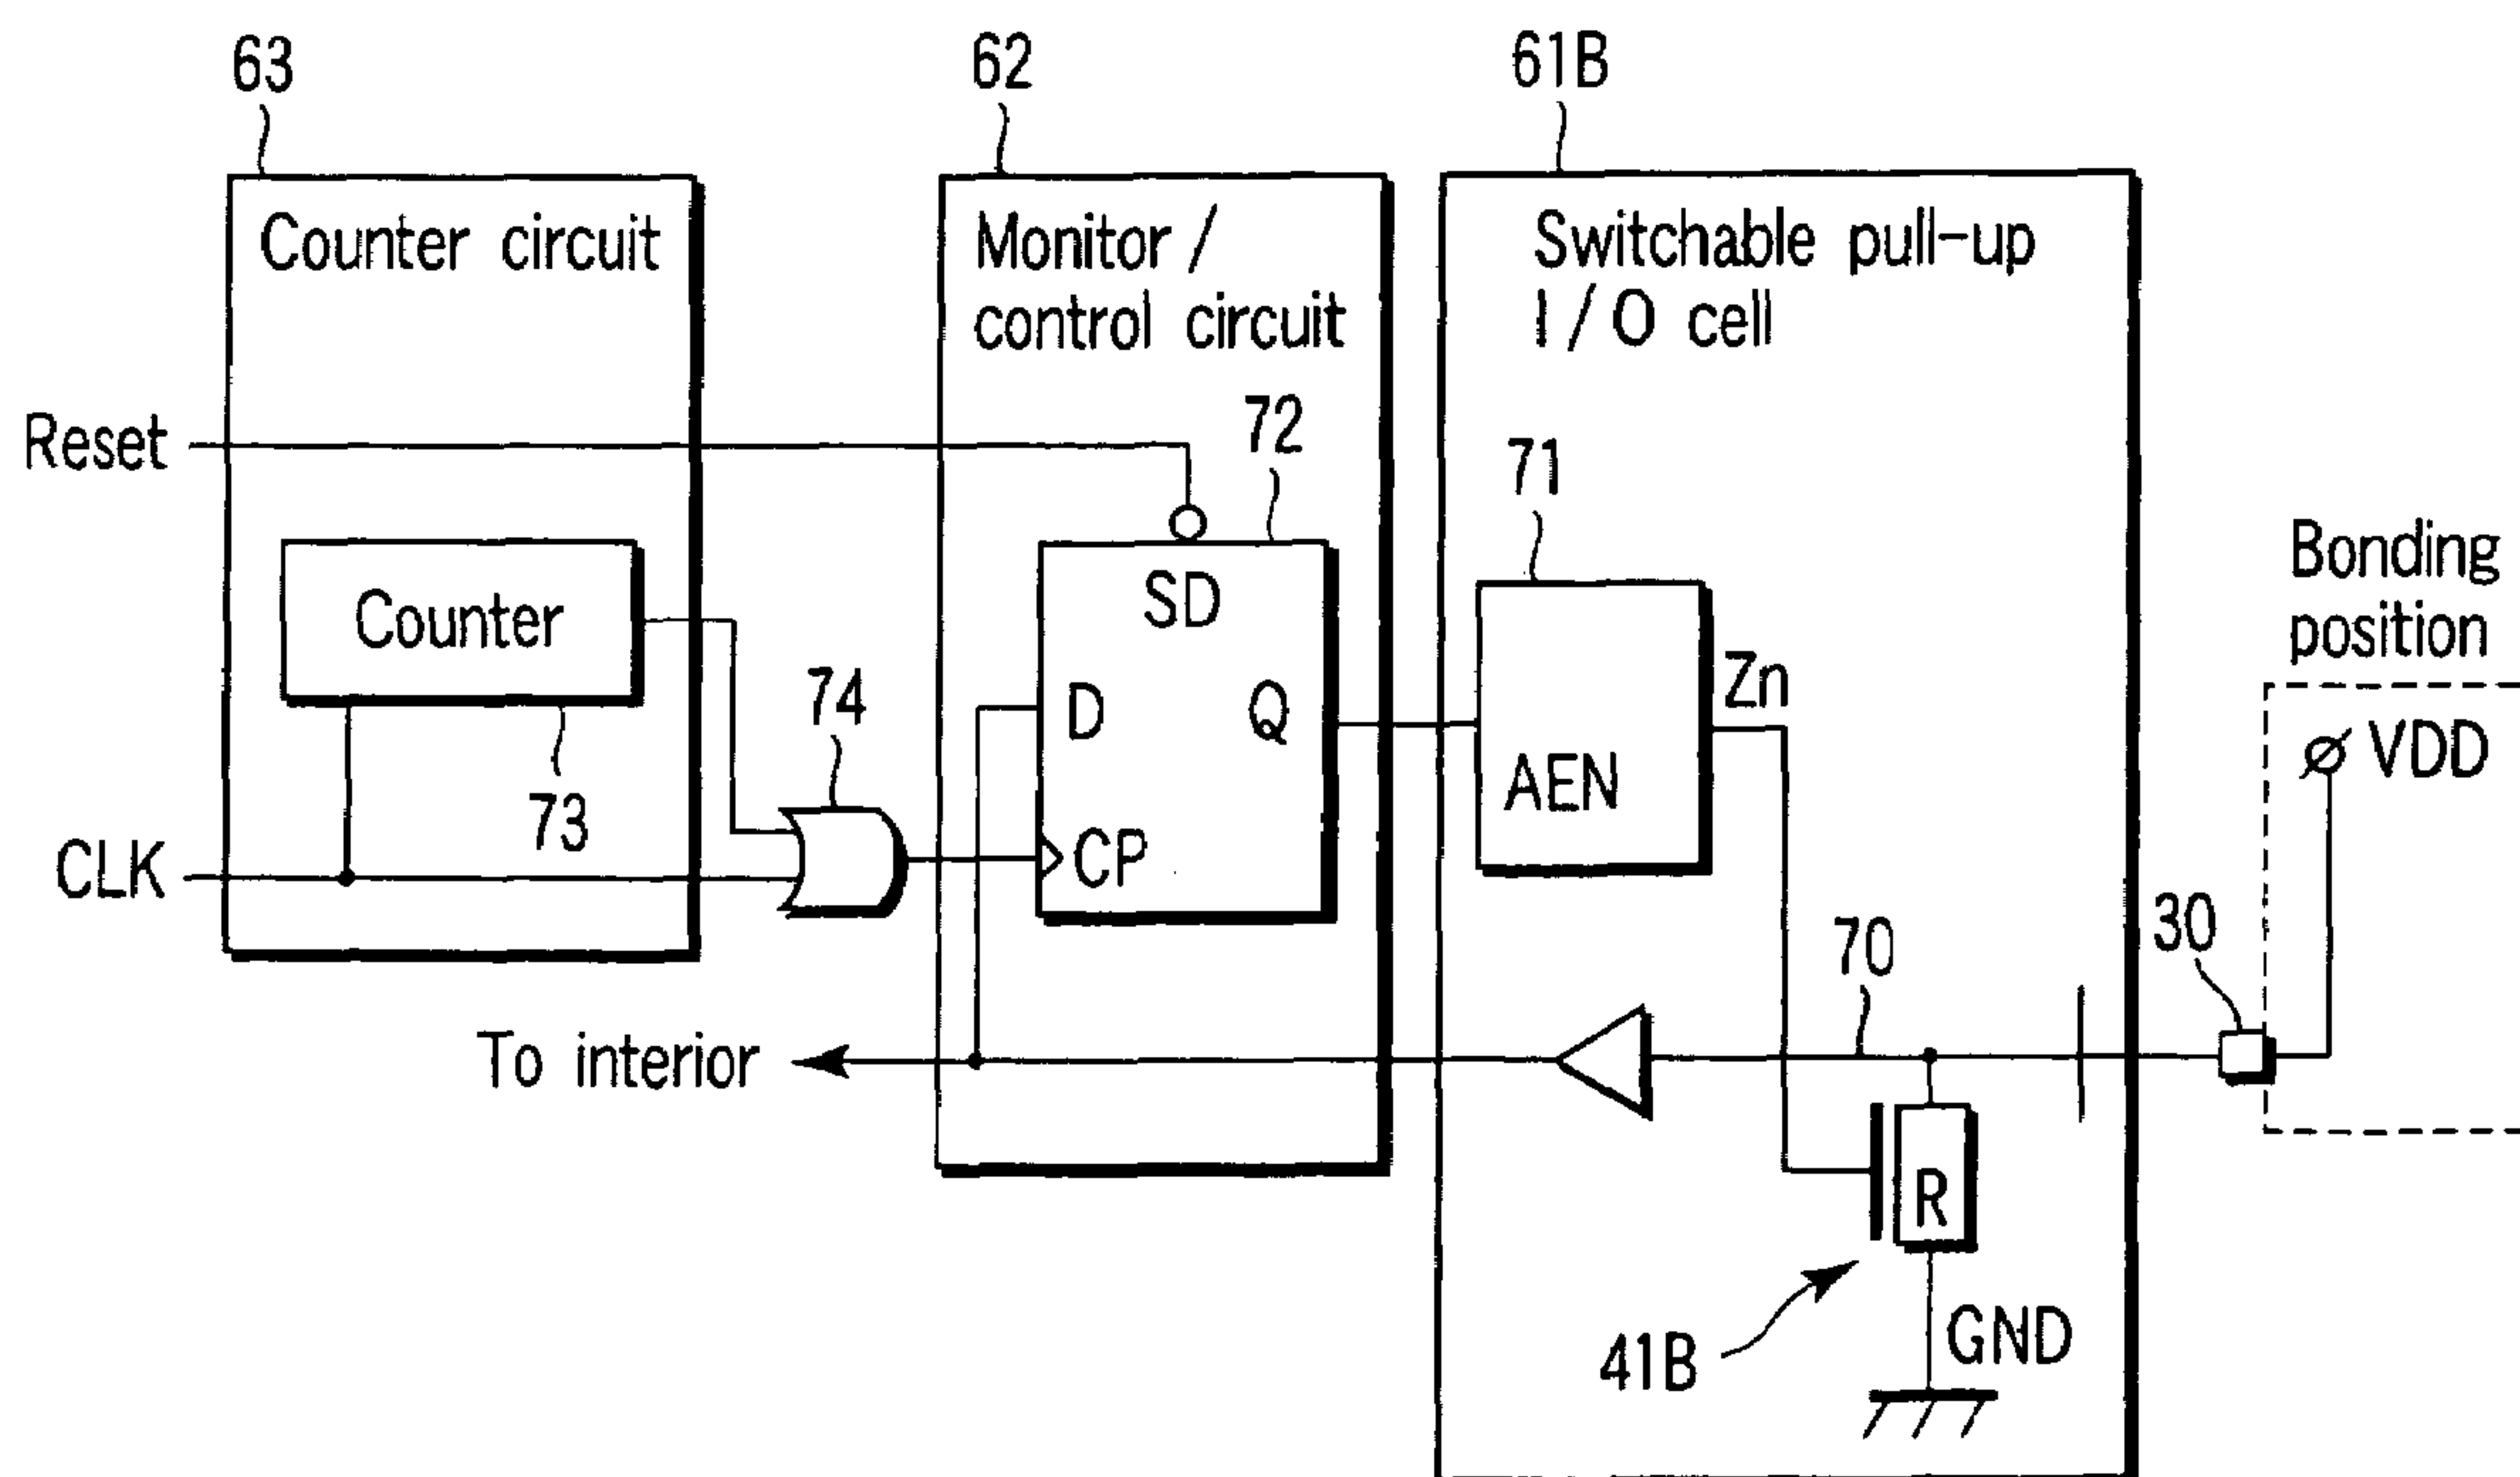 63
62
61B
Counter circuit
Monitor /
control circuit
Switchable pull-up
I / O cell
Reset
72
71
SD
Counter
D
Q
Zn
AEN
CP
74
73
CLK
Bonding
position
VDD
30
70
To interior
R
41B
GND